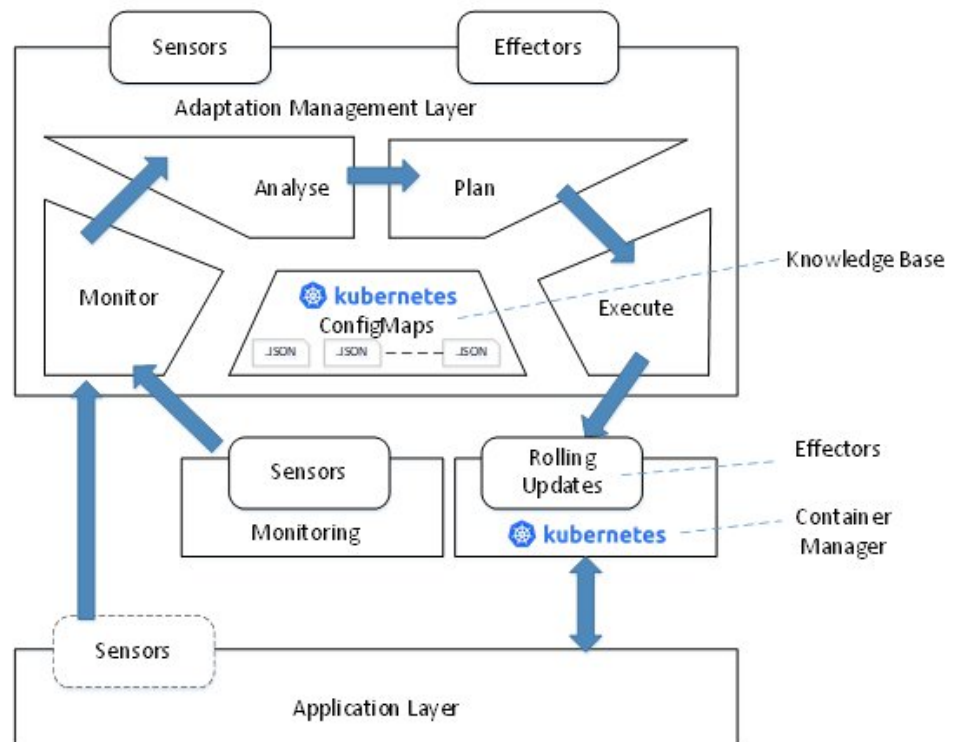 Sensors
Effectors
Adaptation Management Layer
Analyse
Plan
Monitor
kubernetes
ConfigMaps
.JSON
.JSON
.JSON
Execute
Knowledge Base
Sensors
Monitoring
Rolling
Updates
kubernetes
Effectors
Container
Manager
Sensors
Application Layer